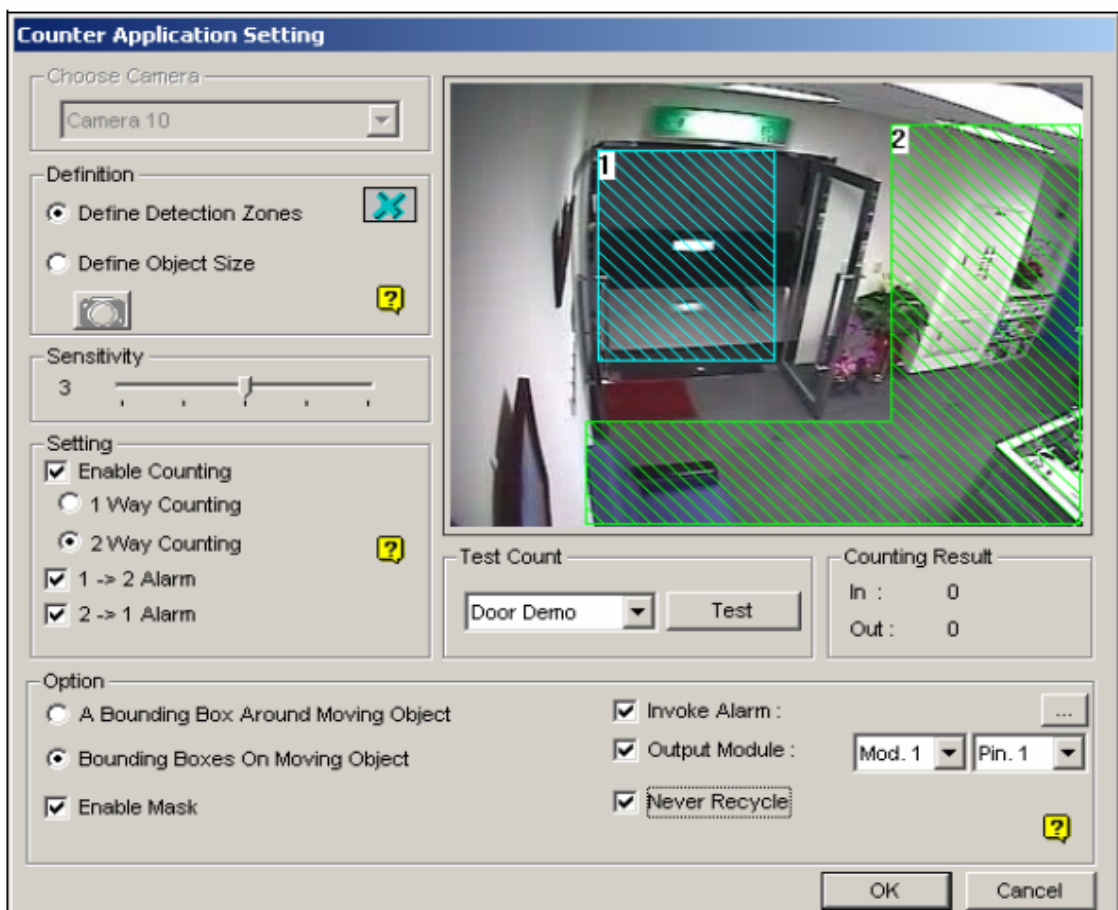 Counter Application Setting
Choose Camera
Camera 10
Definition
Define Detection Zones
Define Object Size
?
Sensitivity
3
Setting
Enable Counting
1 Way Counting
2 Way Counting
?
1 -> 2 Alarm
2 -> 1 Alarm
1
2
Test Count
Door Demo
Test
Counting Result
In : 0
Out : 0
Option
A Bounding Box Around Moving Object
Bounding Boxes On Moving Object
Enable Mask
Invoke Alarm :
...
Output Module :
Mod. 1
Pin. 1
Never Recycle
?
OK
Cancel